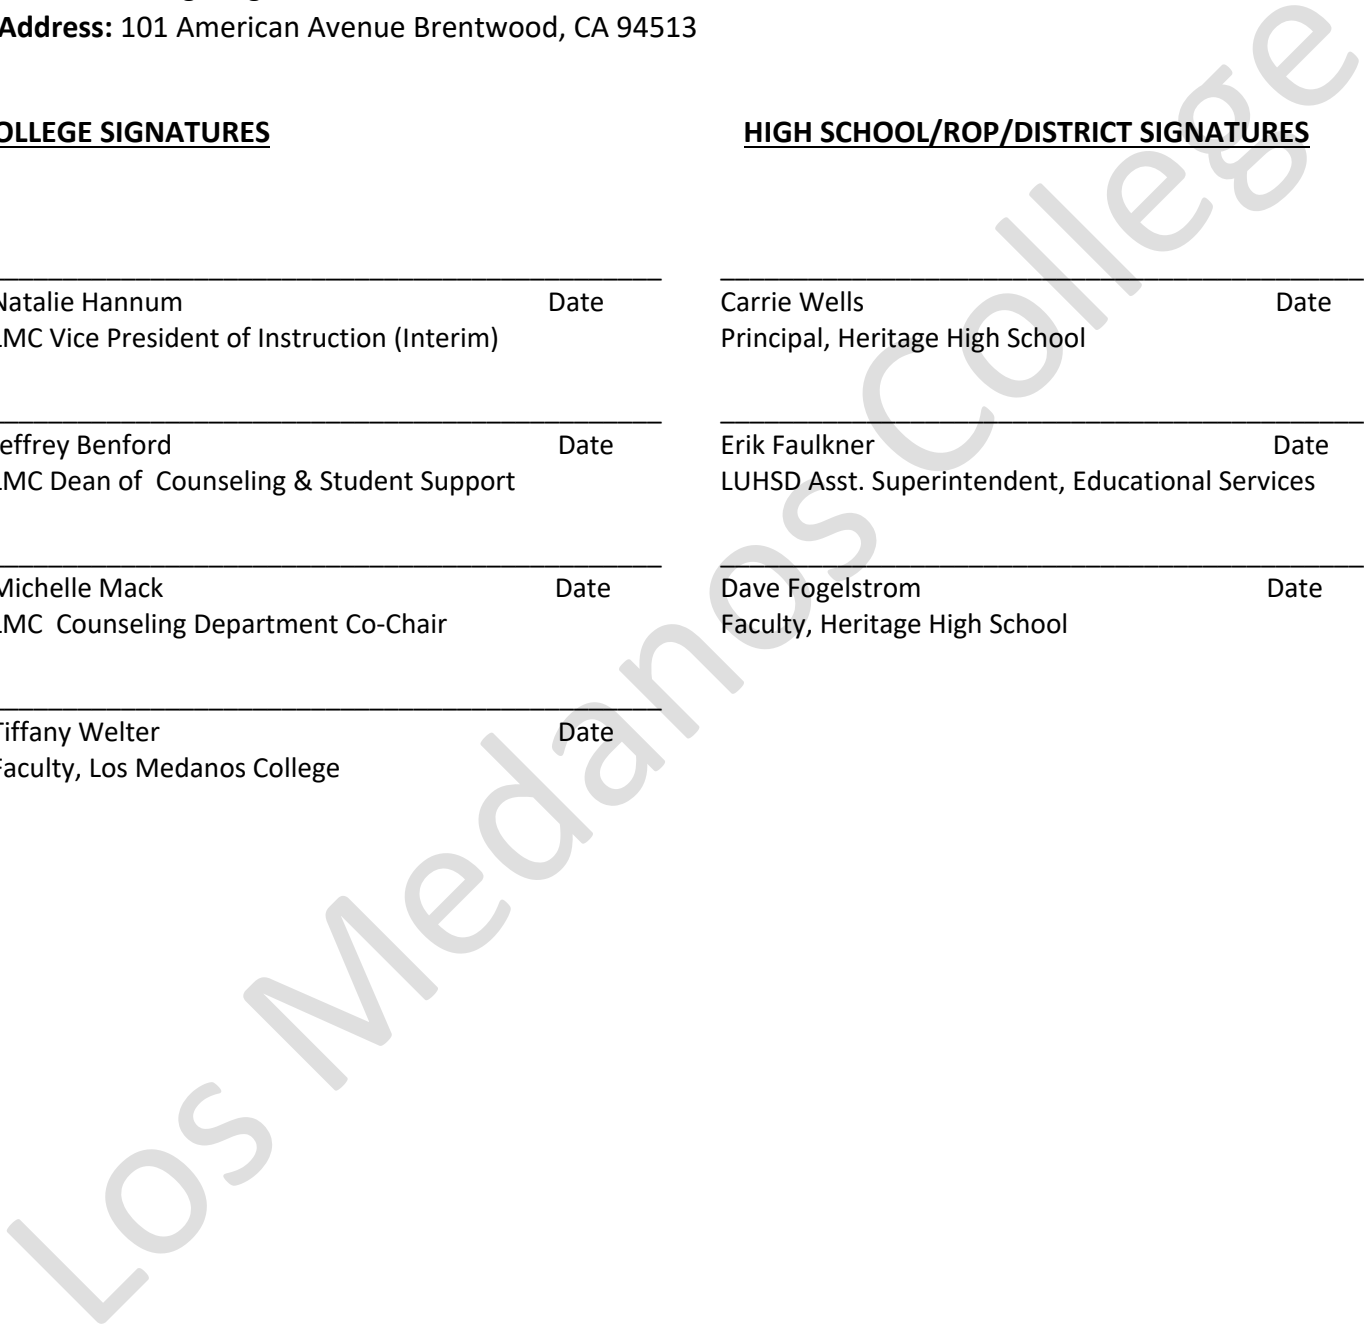 Address: 101 American Avenue Brentwood, CA 94513
OLLEGE SIGNATURES
HIGH SCHOOL/ROP/DISTRICT SIGNATURES
Natalie Hannum Date
LMC Vice President of Instruction (Interim)
Carrie Wells Date
Principal, Heritage High School
effrey Benford Date
LMC Dean of Counseling & Student Support
Erik Faulkner Date
LUHSD Asst. Superintendent, Educational Services
Michelle Mack Date
LMC Counseling Department Co-Chair
Dave Fogelstrom Date
Faculty, Heritage High School
Tiffany Welter Date
Faculty, Los Medanos College
Los Medanos College